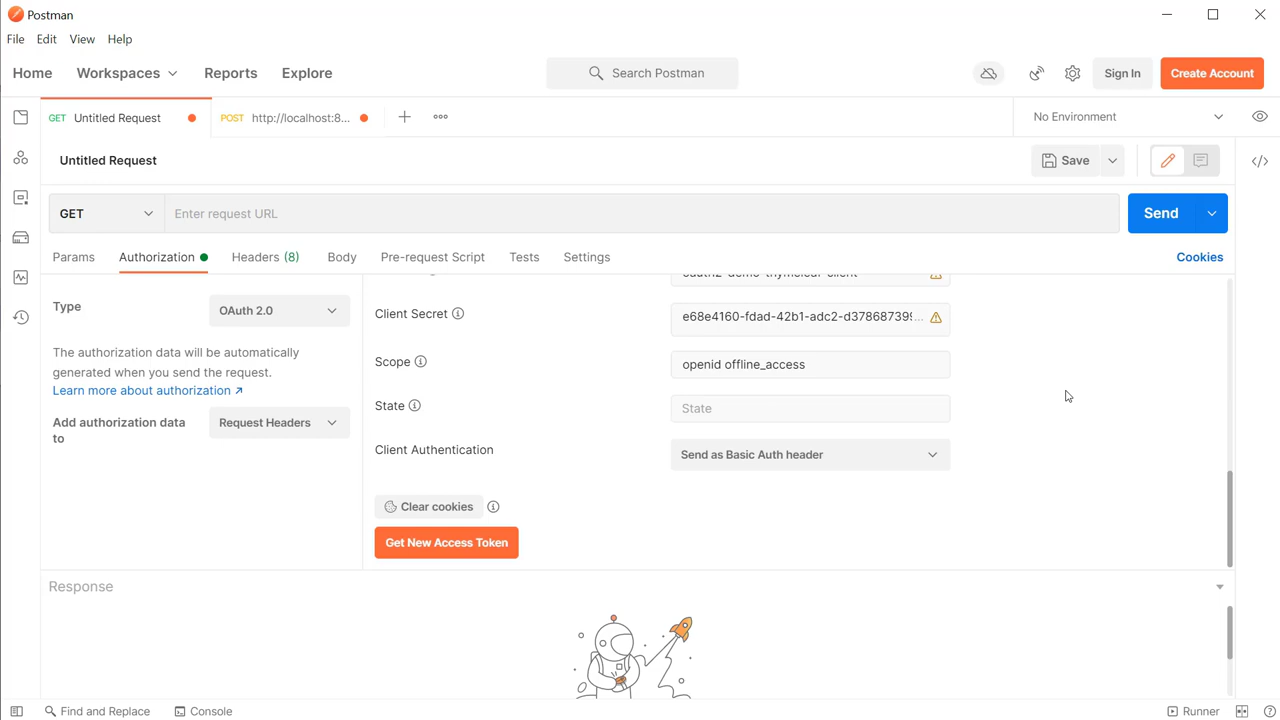 Postman
File Edit View Help
Home Workspaces Reports Explore Search Postman Sign In Create Account
GET Untitled Request POST http://localhost:8... No Environment
Untitled Request Save
GET Enter request URL Send
Params Authorization Headers (8) Body Pre-request Script Tests Settings Cookies
Type OAuth 2.0
The authorization data will be automatically
generated when you send the request.
Learn more about authorization ↗
Add authorization data
to
Request Headers
oauth2-demo-thymeleaf-client
Client Secret e68e4160-fdad-42b1-adc2-d37868739...
Scope openid offline_access
State State
Client Authentication Send as Basic Auth header
Clear cookies
Get New Access Token
Response
Find and Replace Console Runner